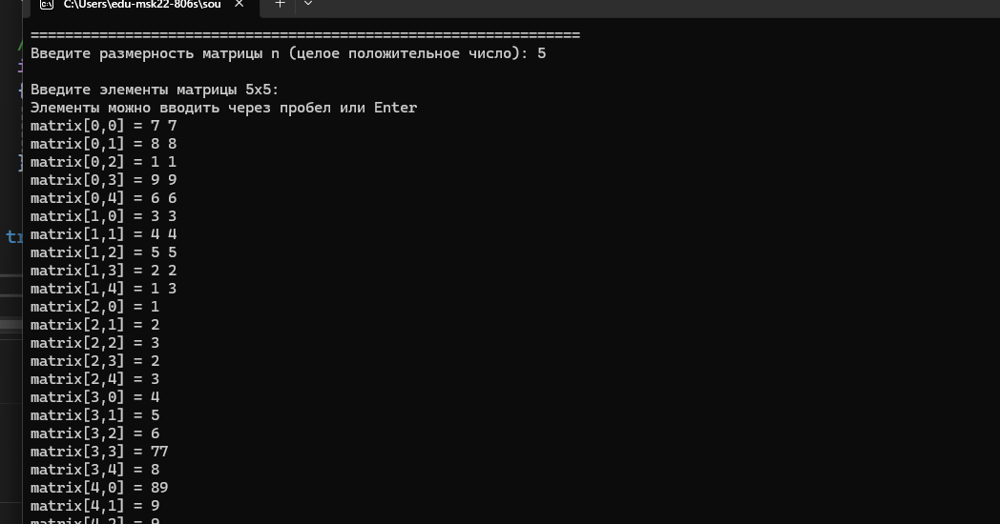 C:\Users\edu-msk22-806s\sou
================================================================
Введите размерность матрицы n (целое положительное число): 5
Введите элементы матрицы 5x5:
Элементы можно вводить через пробел или Enter
matrix[0,0] = 7 7
matrix[0,1] = 8 8
matrix[0,2] = 1 1
matrix[0,3] = 9 9
matrix[0,4] = 6 6
matrix[1,0] = 3 3
matrix[1,1] = 4 4
matrix[1,2] = 5 5
matrix[1,3] = 2 2
matrix[1,4] = 1 3
matrix[2,0] = 1
matrix[2,1] = 2
matrix[2,2] = 3
matrix[2,3] = 2
matrix[2,4] = 3
matrix[3,0] = 4
matrix[3,1] = 5
matrix[3,2] = 6
matrix[3,3] = 77
matrix[3,4] = 8
matrix[4,0] = 89
matrix[4,1] = 9
matrix[4,2] = 9
tr